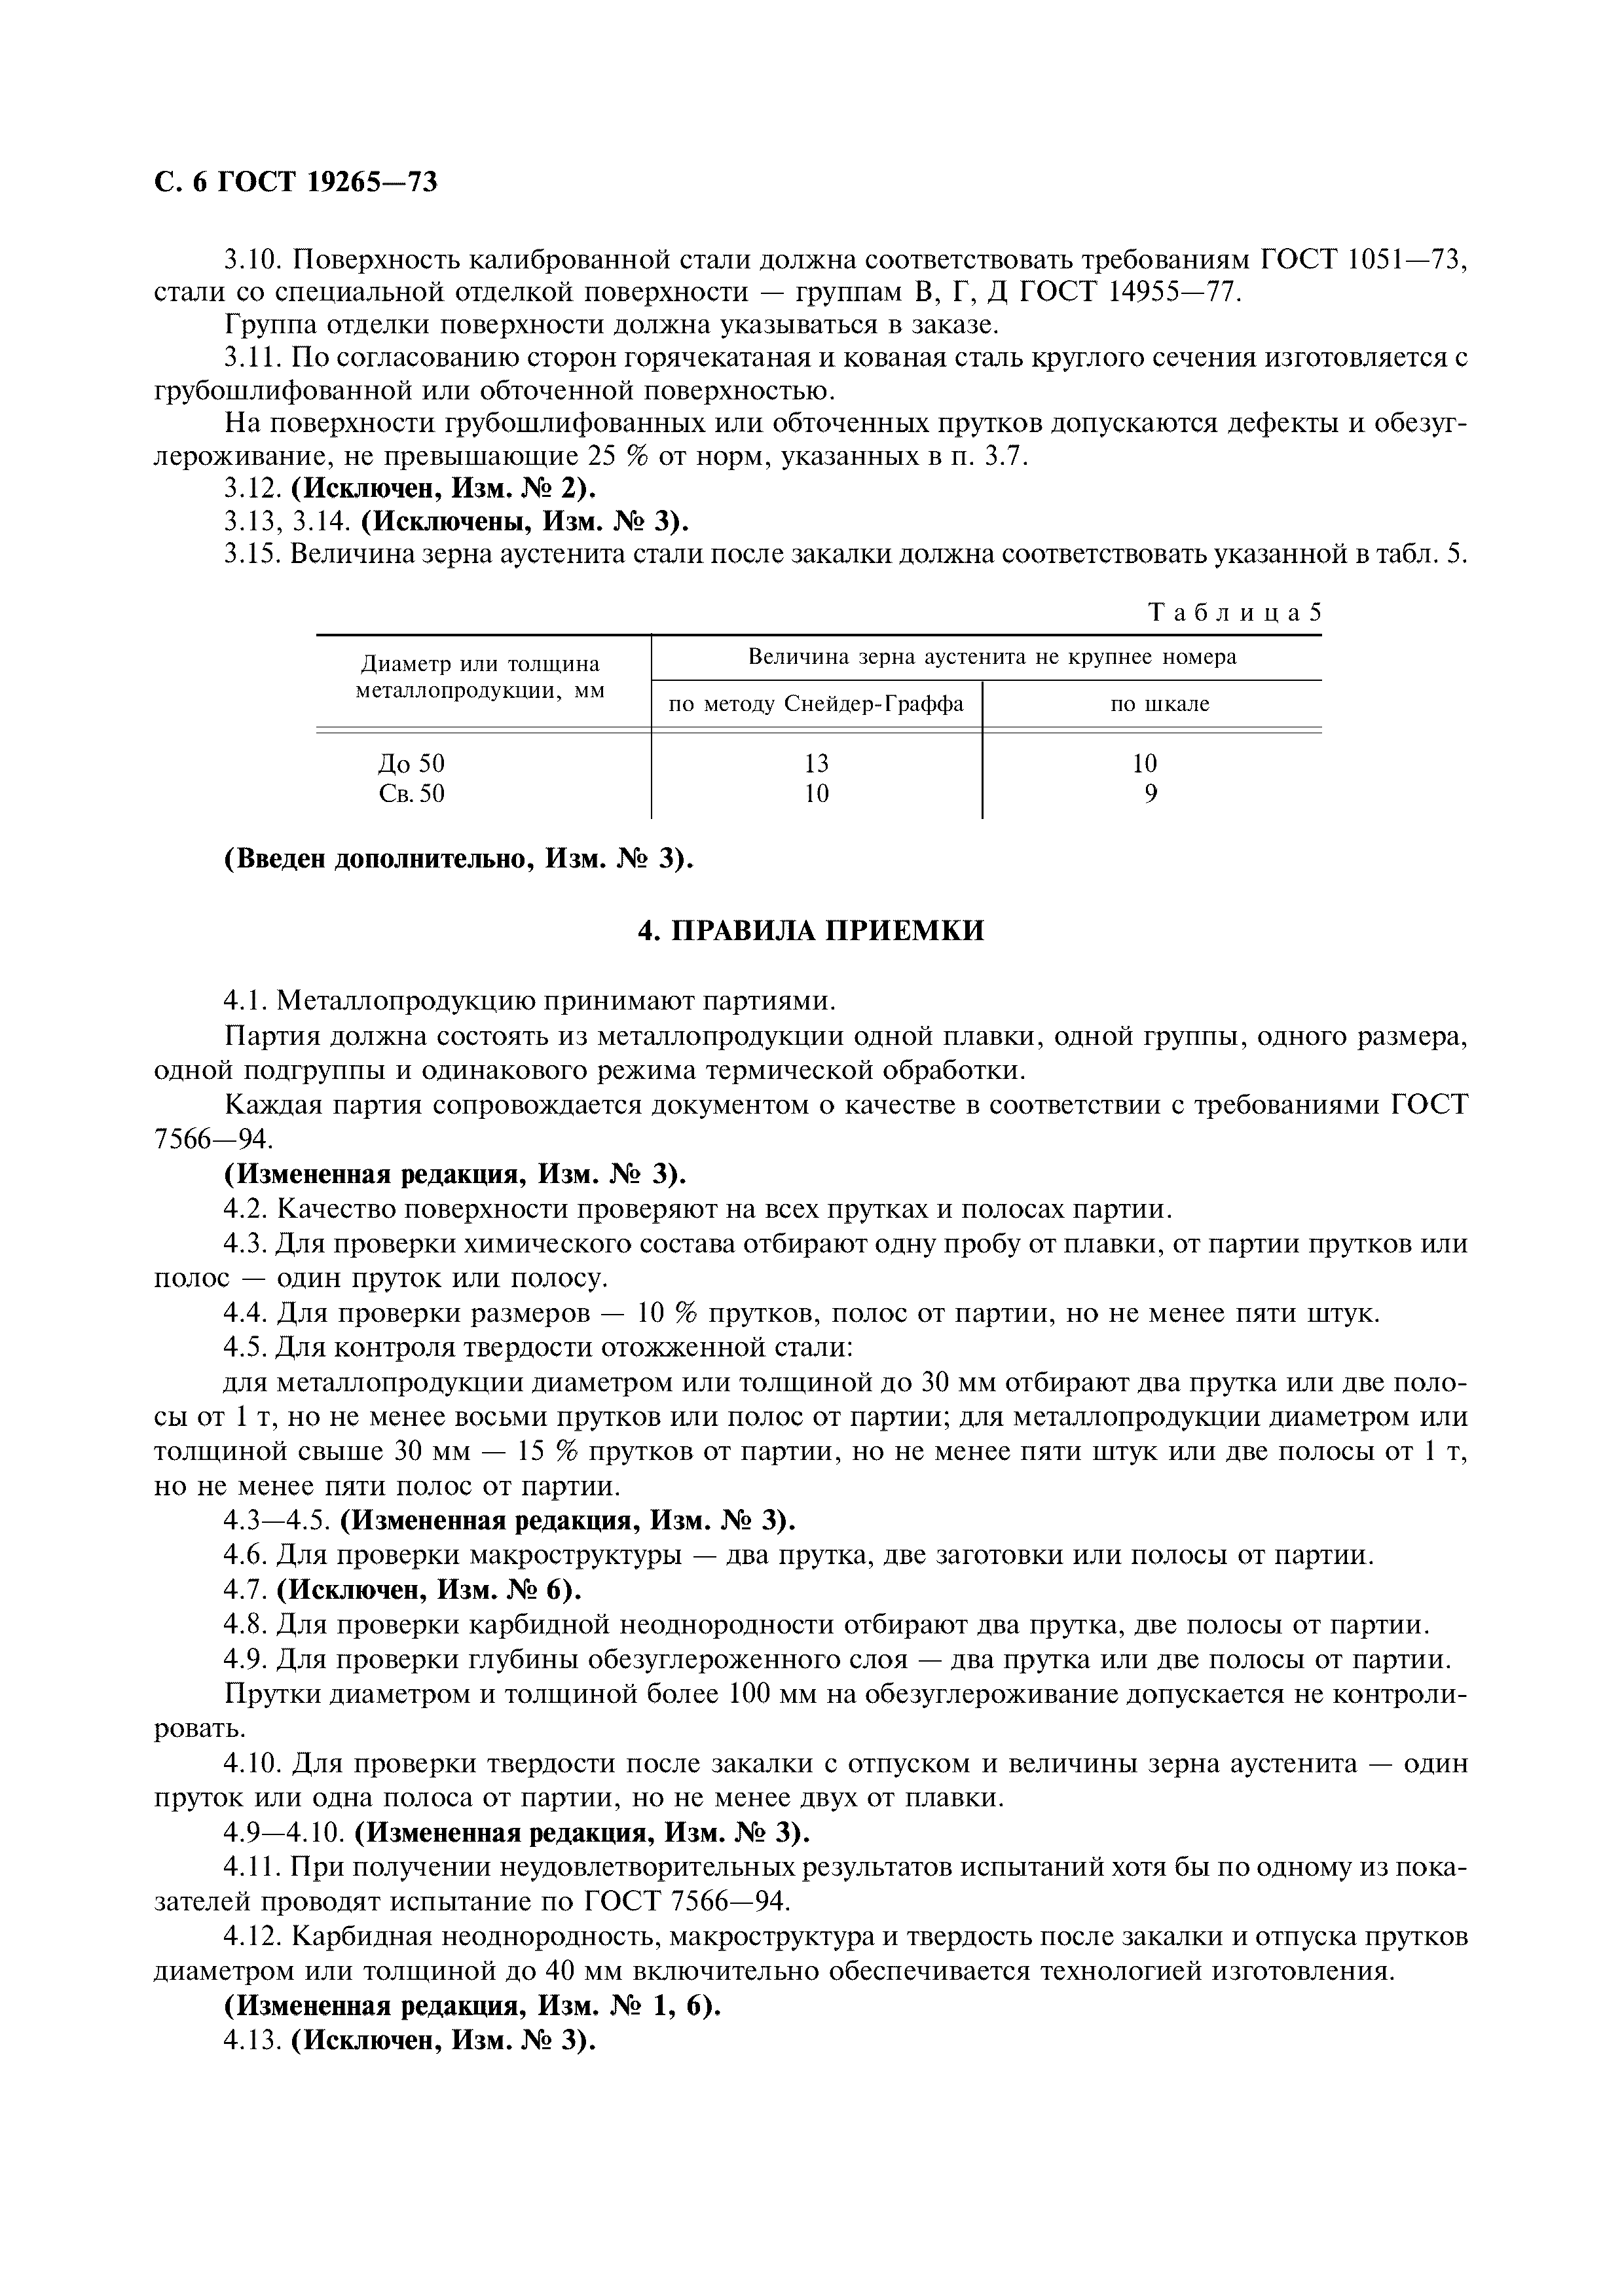 С. 6 ГОСТ 19265—73
3.10. Поверхность калиброванной стали должна соответствовать требованиям ГОСТ 1051—73,
стали со специальной отделкой поверхности — группам В, Г, Д ГОСТ 14955—77.
Группа отделки поверхности должна указываться в заказе.
3.11. По согласованию сторон горячекатаная и кованая сталь круглого сечения изготовляется с
грубошлифованной или обточенной поверхностью.
На поверхности грубошлифованных или обточенных прутков допускаются дефекты и обезуг-
лероживание, не превышающие 25 % от норм, указанных в п. 3.7.
3.12. (Исключен, Изм. № 2).
3.13, 3.14. (Исключены, Изм. № 3).
3.15. Величина зерна аустенита стали после закалки должна соответствовать указанной в табл. 5.
Т а б л и ц а 5
Диаметр или толщина
металлопродукции, мм
Величина зерна аустенита не крупнее номера
по методу Снейдер-Граффа
по шкале
До 50 13 10
Св. 50 10 9
(Введен дополнительно, Изм. № 3).
4. ПРАВИЛА ПРИЕМКИ
4.1. Металлопродукцию принимают партиями.
Партия должна состоять из металлопродукции одной плавки, одной группы, одного размера,
одной подгруппы и одинакового режима термической обработки.
Каждая партия сопровождается документом о качестве в соответствии с требованиями ГОСТ
7566—94.
(Измененная редакция, Изм. № 3).
4.2. Качество поверхности проверяют на всех прутках и полосах партии.
4.3. Для проверки химического состава отбирают одну пробу от плавки, от партии прутков или
полос — один пруток или полосу.
4.4. Для проверки размеров — 10 % прутков, полос от партии, но не менее пяти штук.
4.5. Для контроля твердости отожженной стали:
для металлопродукции диаметром или толщиной до 30 мм отбирают два прутка или две поло-
сы от 1 т, но не менее восьми прутков или полос от партии; для металлопродукции диаметром или
толщиной свыше 30 мм — 15 % прутков от партии, но не менее пяти штук или две полосы от 1 т,
но не менее пяти полос от партии.
4.3—4.5. (Измененная редакция, Изм. № 3).
4.6. Для проверки макроструктуры — два прутка, две заготовки или полосы от партии.
4.7. (Исключен, Изм. № 6).
4.8. Для проверки карбидной неоднородности отбирают два прутка, две полосы от партии.
4.9. Для проверки глубины обезуглероженного слоя — два прутка или две полосы от партии.
Прутки диаметром и толщиной более 100 мм на обезуглероживание допускается не контроли-
ровать.
4.10. Для проверки твердости после закалки с отпуском и величины зерна аустенита — один
пруток или одна полоса от партии, но не менее двух от плавки.
4.9—4.10. (Измененная редакция, Изм. № 3).
4.11. При получении неудовлетворительных результатов испытаний хотя бы по одному из пока-
зателей проводят испытание по ГОСТ 7566—94.
4.12. Карбидная неоднородность, макроструктура и твердость после закалки и отпуска прутков
диаметром или толщиной до 40 мм включительно обеспечивается технологией изготовления.
(Измененная редакция, Изм. № 1, 6).
4.13. (Исключен, Изм. № 3).